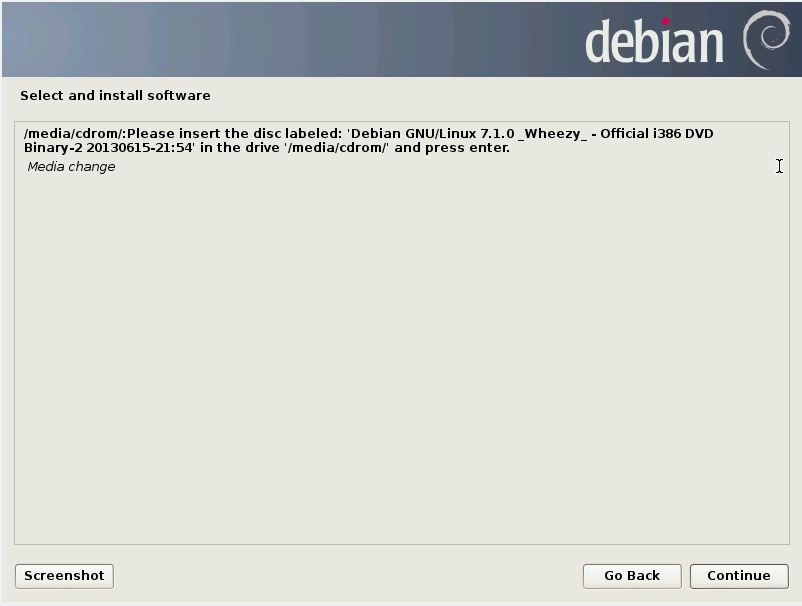 debian
Select and install software
/media/cdrom/:Please insert the disc labeled: 'Debian GNU/Linux 7.1.0 _Wheezy_ - Official i386 DVD
Binary-2 20130615-21:54' in the drive '/media/cdrom/' and press enter.
Media change
Screenshot
Go Back
Continue